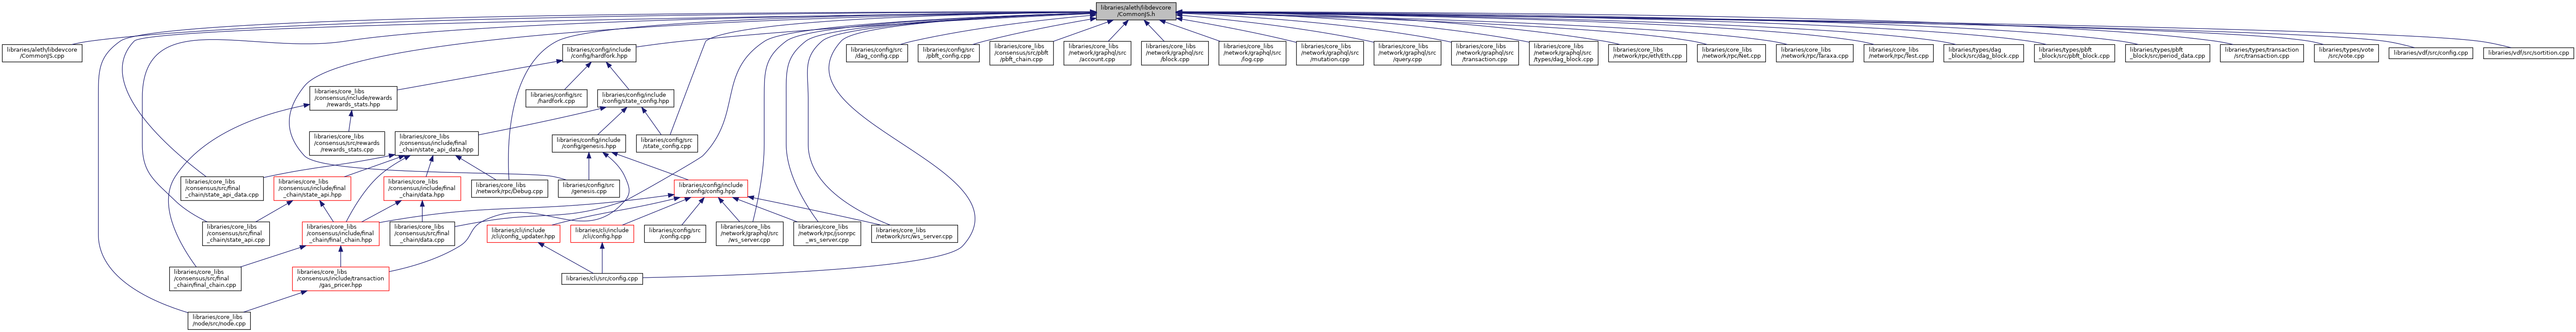 libraries/aleth/libdevcore
/CommonJS.h
libraries/aleth/libdevcore
/CommonJS.cpp
libraries/config/include
/config/hardfork.hpp
libraries/config/src
/dag_config.cpp
libraries/config/src
/pbft_config.cpp
libraries/core_libs
/consensus/src/pbft
/pbft_chain.cpp
libraries/core_libs
/network/graphql/src
/account.cpp
libraries/core_libs
/network/graphql/src
/block.cpp
libraries/core_libs
/network/graphql/src
/log.cpp
libraries/core_libs
/network/graphql/src
/mutation.cpp
libraries/core_libs
/network/graphql/src
/query.cpp
libraries/core_libs
/network/graphql/src
/transaction.cpp
libraries/core_libs
/network/graphql/src
/types/dag_block.cpp
libraries/core_libs
/network/rpc/eth/Eth.cpp
libraries/core_libs
/network/rpc/Net.cpp
libraries/core_libs
/network/rpc/Taraxa.cpp
libraries/core_libs
/network/rpc/Test.cpp
libraries/types/dag
_block/src/dag_block.cpp
libraries/types/pbft
_block/src/pbft_block.cpp
libraries/types/pbft
_block/src/period_data.cpp
libraries/types/transaction
/src/transaction.cpp
libraries/types/vote
/src/vote.cpp
libraries/vdf/src/config.cpp
libraries/vdf/src/sortition.cpp
libraries/core_libs
/consensus/include/rewards
/rewards_stats.hpp
libraries/config/src
/hardfork.cpp
libraries/config/include
/config/state_config.hpp
libraries/core_libs
/consensus/src/rewards
/rewards_stats.cpp
libraries/core_libs
/consensus/include/final
_chain/state_api_data.hpp
libraries/config/include
/config/genesis.hpp
libraries/config/src
/state_config.cpp
libraries/core_libs
/consensus/src/final
_chain/state_api_data.cpp
libraries/core_libs
/consensus/include/final
_chain/state_api.hpp
libraries/core_libs
/consensus/include/final
_chain/data.hpp
libraries/core_libs
/network/rpc/Debug.cpp
libraries/config/src
/genesis.cpp
libraries/config/include
/config/config.hpp
libraries/core_libs
/consensus/src/final
_chain/state_api.cpp
libraries/core_libs
/consensus/include/final
_chain/final_chain.hpp
libraries/core_libs
/consensus/src/final
_chain/data.cpp
libraries/cli/include
/cli/config_updater.hpp
libraries/cli/include
/cli/config.hpp
libraries/config/src
/config.cpp
libraries/core_libs
/network/graphql/src
/ws_server.cpp
libraries/core_libs
/network/rpc/jsonrpc
_ws_server.cpp
libraries/core_libs
/network/src/ws_server.cpp
libraries/core_libs
/consensus/src/final
_chain/final_chain.cpp
libraries/core_libs
/consensus/include/transaction
/gas_pricer.hpp
libraries/cli/src/config.cpp
libraries/core_libs
/node/src/node.cpp